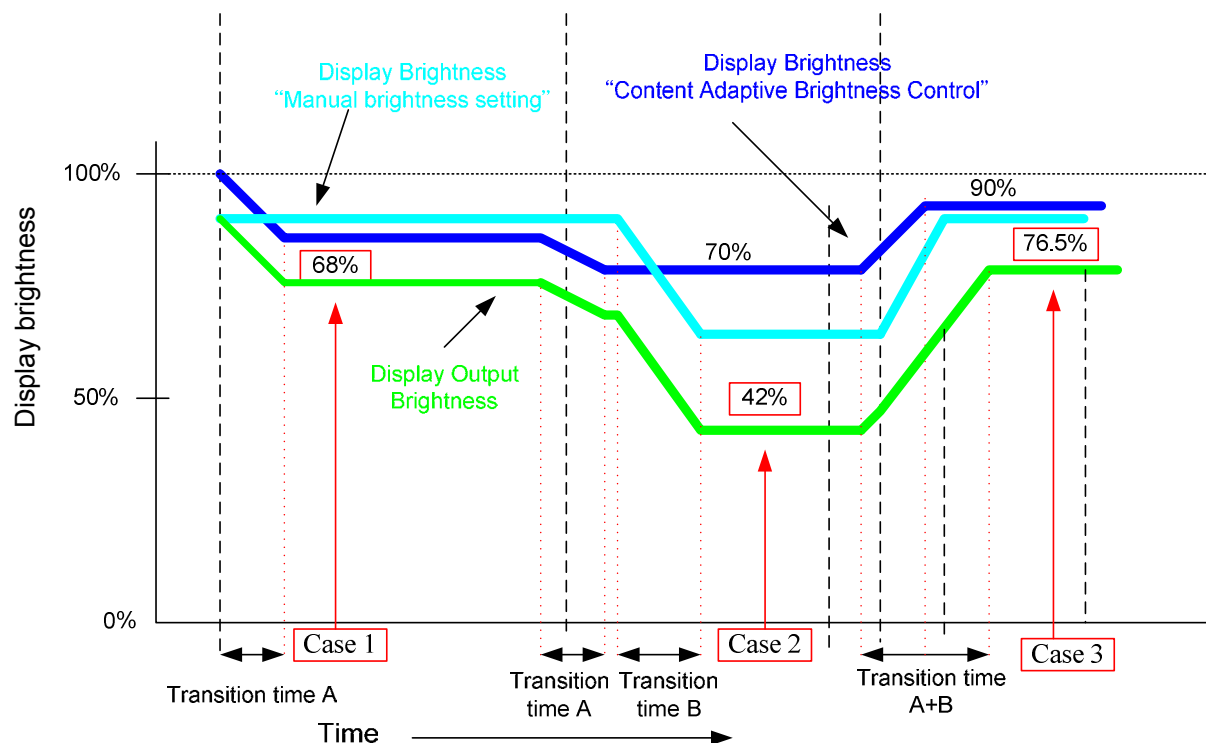 Display Brightness
“Manual brightness setting”
Display Brightness
“Content Adaptive Brightness Control”
Display brightness
100%
50%
0%
90%
76.5%
70%
68%
42%
Display Output
Brightness
Case 1
Case 2
Case 3
Transition time A
Transition
time A
Transition
time B
Transition time
A+B
Time